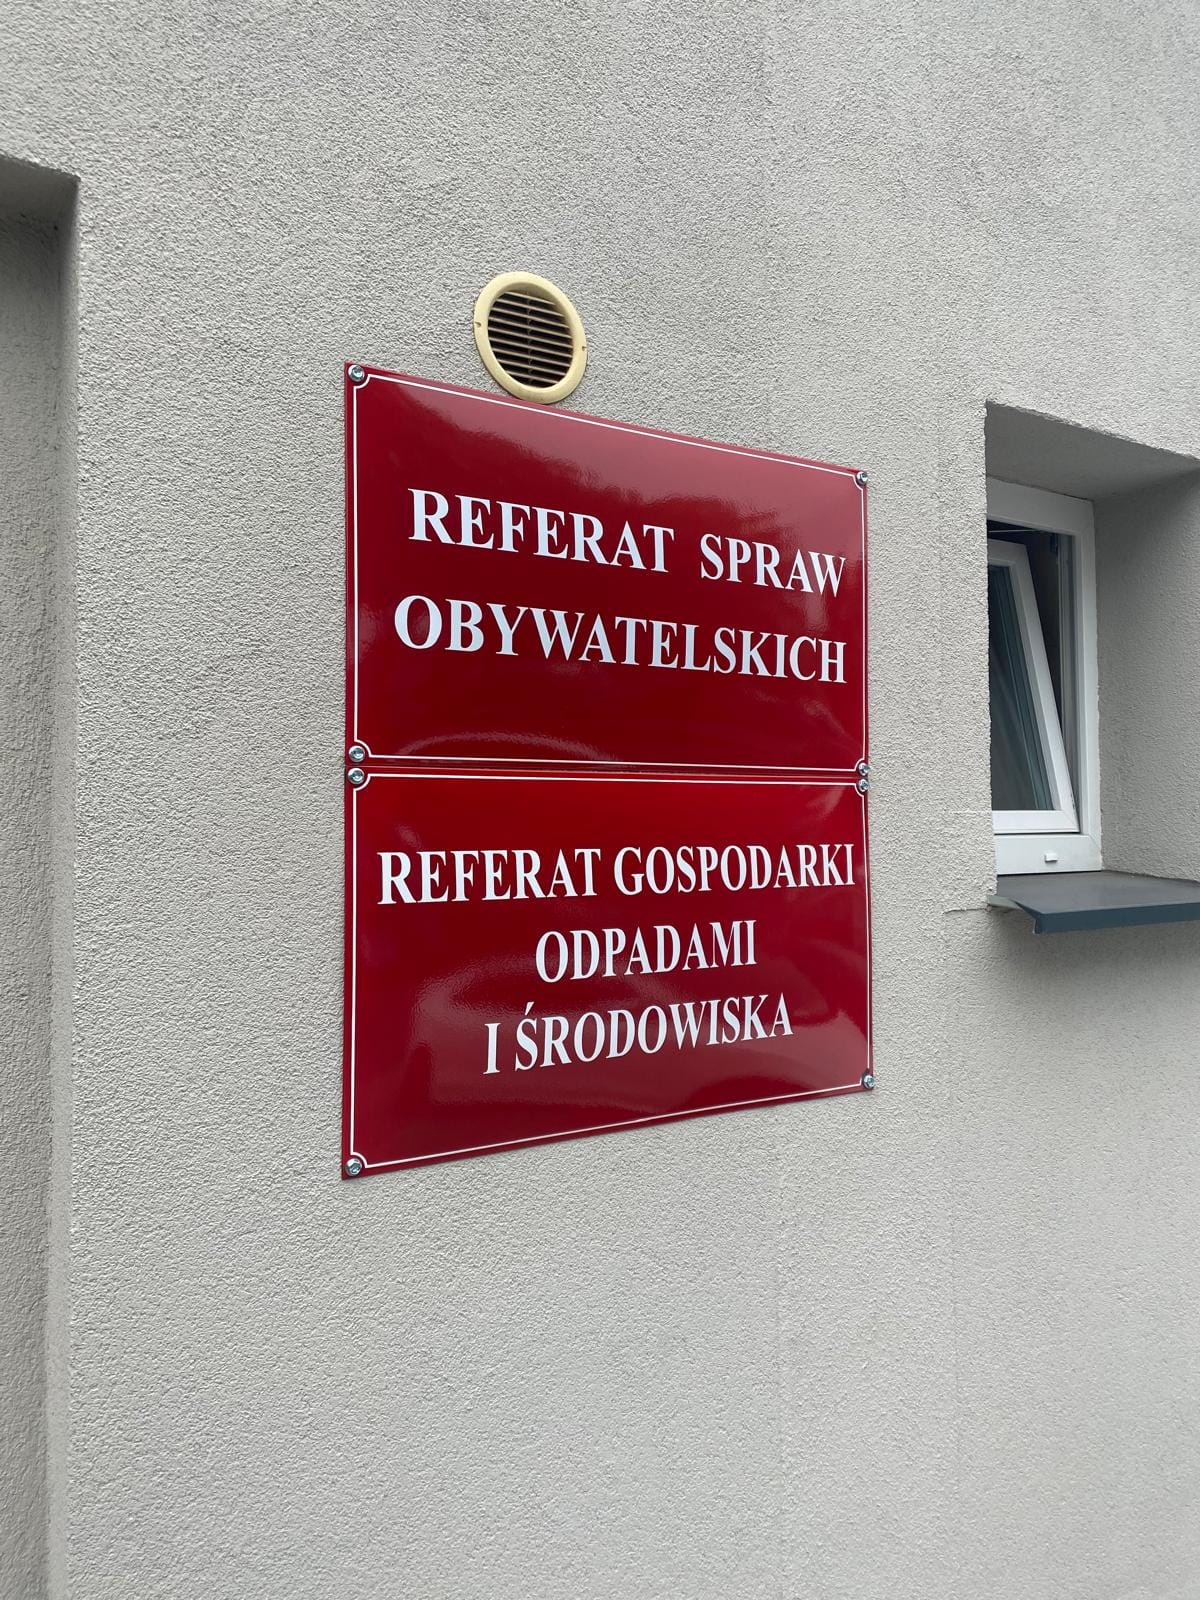 REFERAT SPRAW
OBYWATELSKICH
REFERAT GOSPODARKI
ODPADAMI
I ŚRODOWISKA